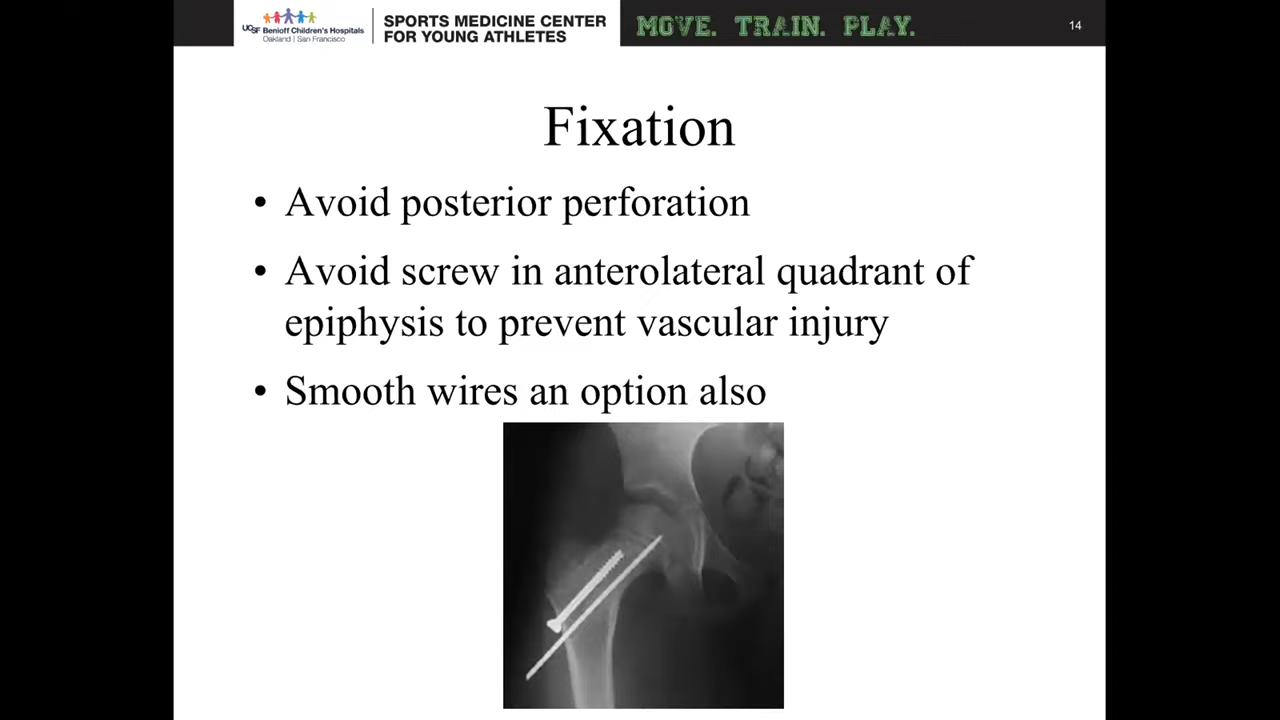 UCSF Benioff Children's Hospitals
Oakland | San Francisco
SPORTS MEDICINE CENTER
FOR YOUNG ATHLETES
MOVE. TRAIN. PLAY.
14
Fixation
• Avoid posterior perforation
• Avoid screw in anterolateral quadrant of
epiphysis to prevent vascular injury
• Smooth wires an option also